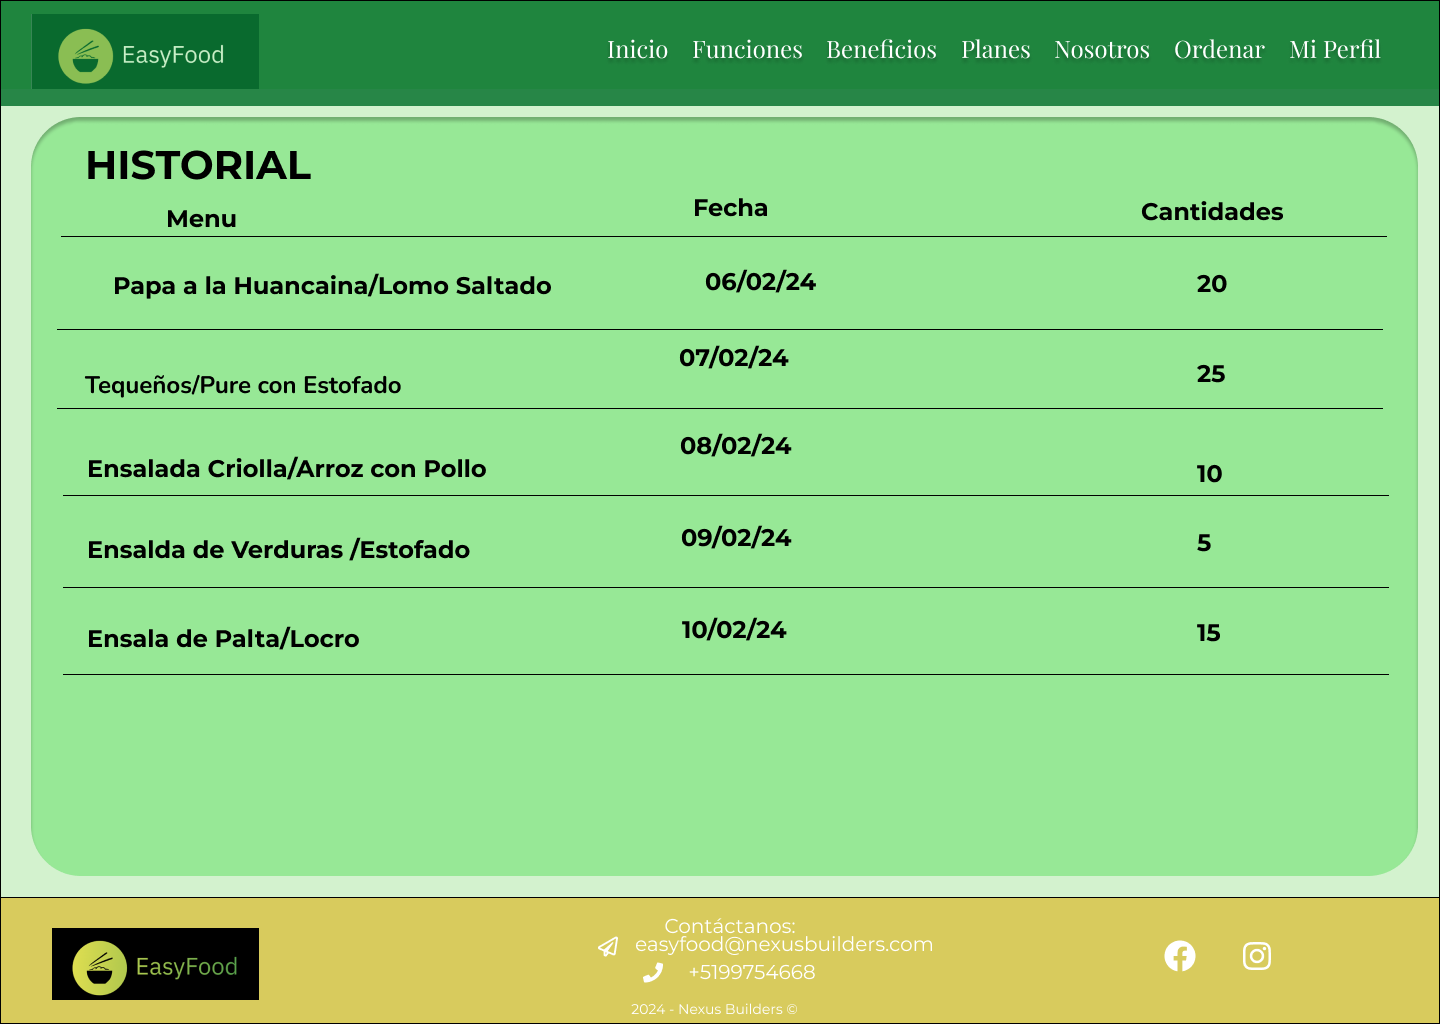 EasyFood
Inicio Funciones Beneficios Planes Nosotros Ordenar Mi Perfil
HISTORIAL
Menu Fecha Cantidades
Papa a la Huancaina/Lomo Saltado 06/02/24 20
Tequeños/Pure con Estofado 07/02/24 25
Ensalada Criolla/Arroz con Pollo 08/02/24 10
Ensalda de Verduras /Estofado 09/02/24 5
Ensala de Palta/Locro 10/02/24 15
EasyFood
Contáctanos:
easyfood@nexusbuilders.com
+5199754668
2024 - Nexus Builders ©